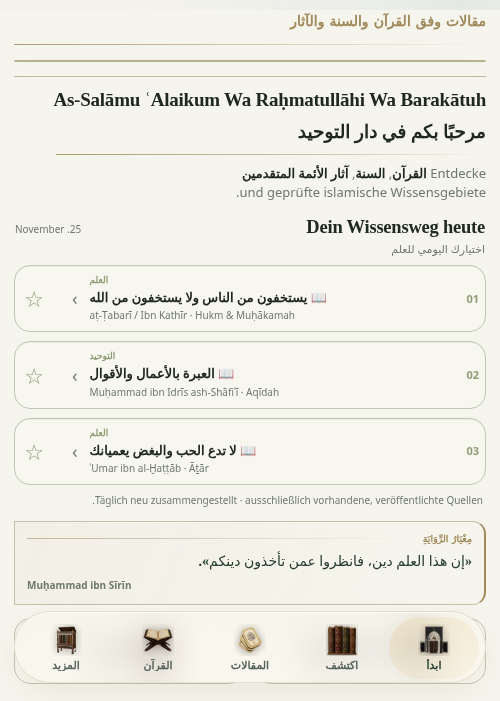 مقالات وفق القرآن والسنة والآثار
As-Salāmu ʿAlaikum Wa Raḥmatullāhi Wa Barakātuh
مرحبًا بكم في دار التوحيد
Entdecke القرآن, السنة, آثار الأئمة المتقدمين
und geprüfte islamische Wissensgebiete.
Dein Wissensweg heute
25. November
اختيارك اليومي للعلم
01
العلم
📖 يستخفون من الناس ولا يستخفون من الله
aṭ-Ṭabarī / Ibn Kathīr · Hukm & Muḥākamah
02
التوحيد
📖 العبرة بالأعمال والأقوال
Muḥammad ibn Idrīs ash-Shāfiʿī · Aqīdah
03
العلم
📖 لا تدع الحب والبغض يعميانك
ʿUmar ibn al-Ḫaṭṭāb · Āṯār
Täglich neu zusammengestellt · ausschließlich vorhandene, veröffentlichte Quellen.
مِعْيَارُ الرِّوَايَةِ
«إن هذا العلم دين، فانظروا عمن تأخذون دينكم».
Muḥammad ibn Sīrīn
ابدأ
اكتشف
المقالات
القرآن
المزيد